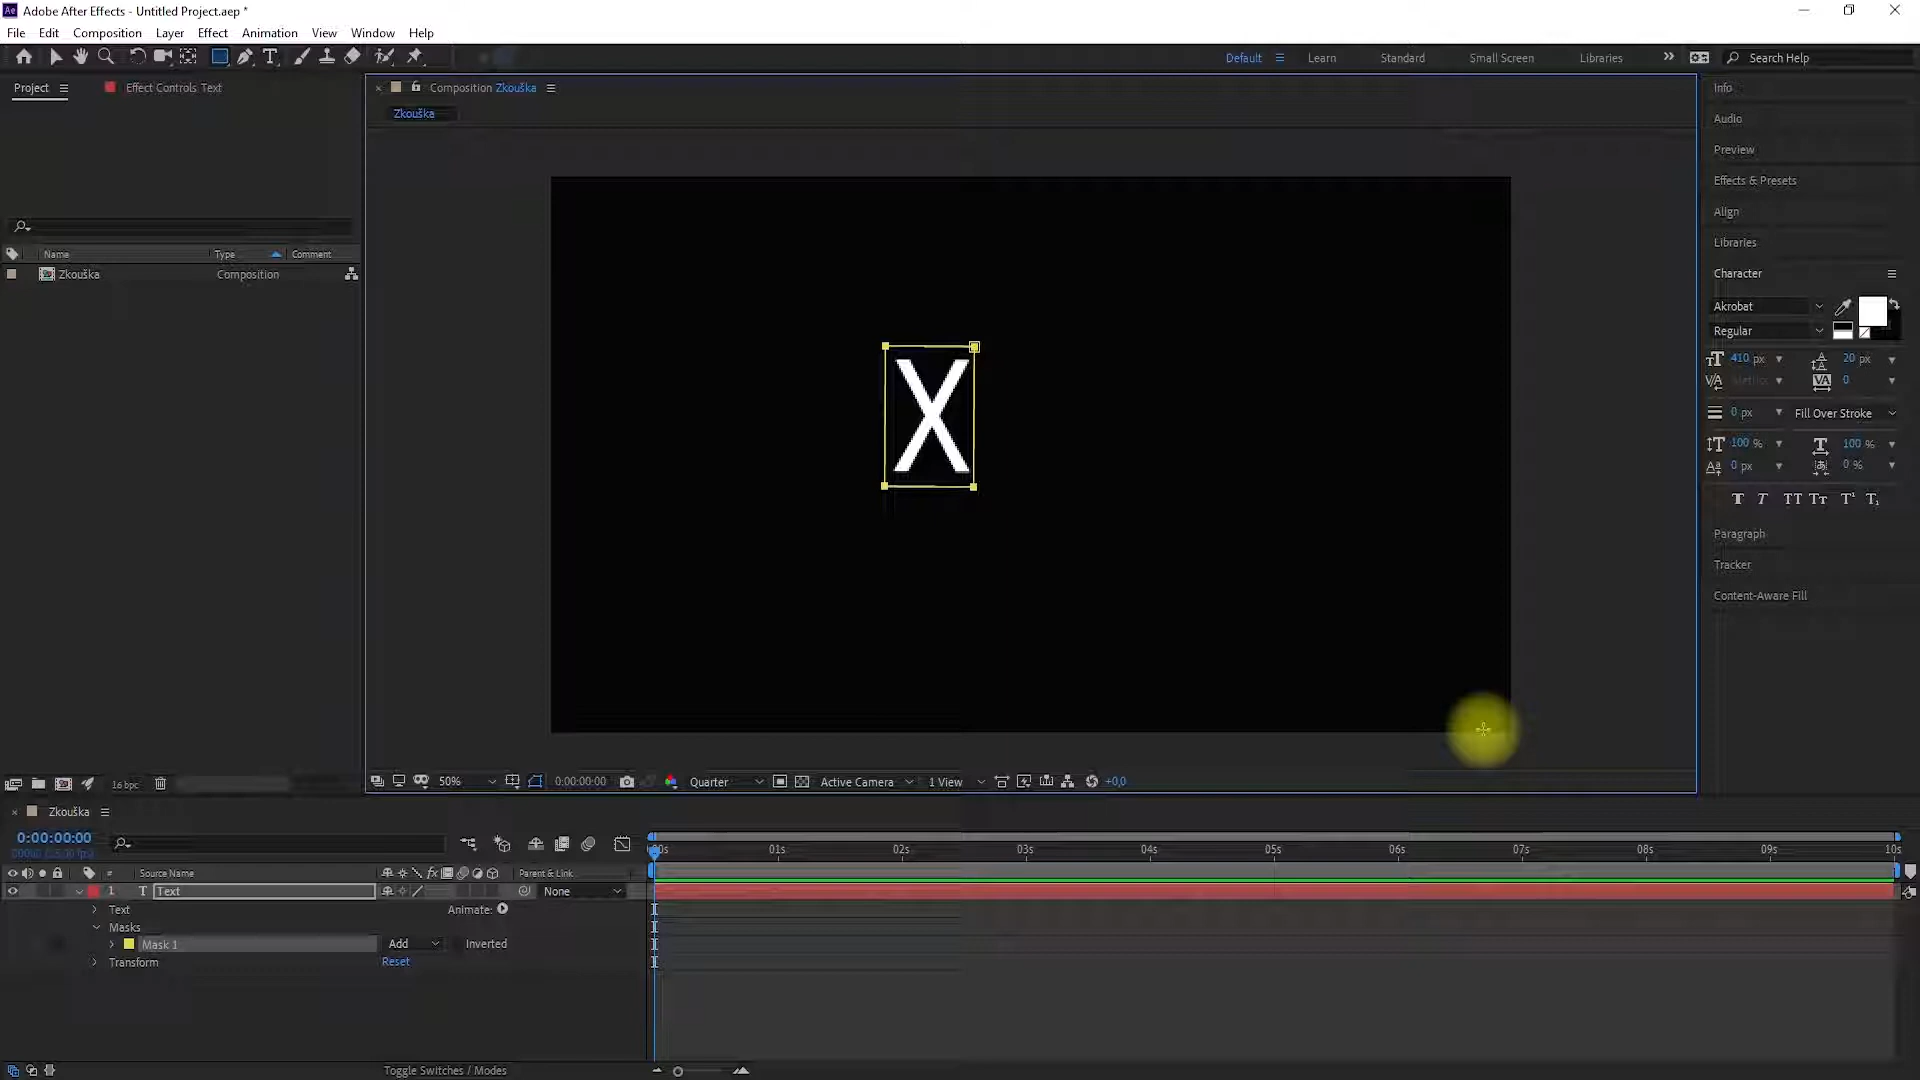 Adobe After Effects - Untitled Project.aep *
File Edit Composition Layer Effect Animation View Window Help
Default Learn Standard Small Screen Libraries Search Help
Project Effect Controls Text
Composition Zkouška
Zkouška
Name Type Comment
Zkouška Composition
X
Info
Audio
Preview
Effects & Presets
Align
Libraries
Character
Akrobat
Regular
410 px 20 px
0
0 px Fill Over Stroke
100 % 100 %
0 px 0 %
T T TT TT T¹ T₁
Paragraph
Tracker
Content-Aware Fill
16 bpc
50% 0:00:00:00 Quarter Active Camera 1 View +0,0
Zkouška
0:00:00:00
01s 02s 03s 04s 05s 06s 07s 08s 09s 10s
# Source Name Parent & Link
1 T Text None
Text Animate:
Masks
Mask 1 Add Inverted
Transform Reset
Toggle Switches / Modes